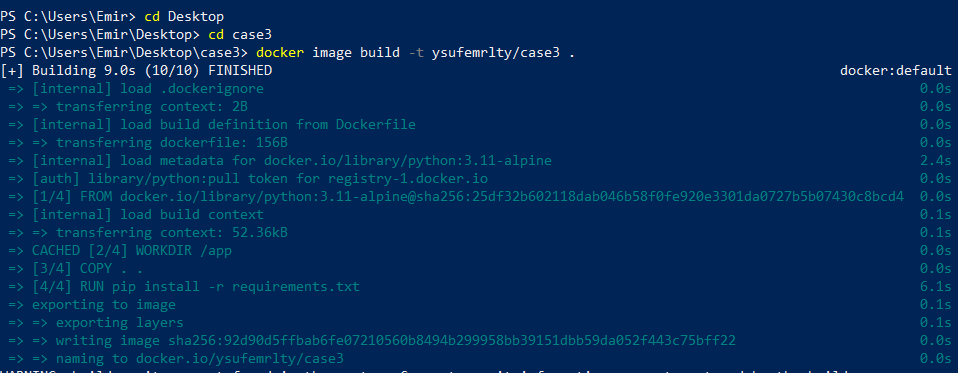 PS C:\Users\Emir> cd Desktop
PS C:\Users\Emir\Desktop> cd case3
PS C:\Users\Emir\Desktop\case3> docker image build -t ysufemrlty/case3 .
[+] Building 9.0s (10/10) FINISHED docker:default
=> [internal] load .dockerignore 0.0s
=> => transferring context: 2B 0.0s
=> [internal] load build definition from Dockerfile 0.0s
=> => transferring dockerfile: 156B 0.0s
=> [internal] load metadata for docker.io/library/python:3.11-alpine 2.4s
=> [auth] library/python:pull token for registry-1.docker.io 0.0s
=> [1/4] FROM docker.io/library/python:3.11-alpine@sha256:25df32b602118dab046b58f0fe920e3301da0727b5b07430c8bcd4 0.0s
=> [internal] load build context 0.1s
=> => transferring context: 52.36kB 0.1s
=> CACHED [2/4] WORKDIR /app 0.0s
=> [3/4] COPY . . 0.0s
=> [4/4] RUN pip install -r requirements.txt 6.1s
=> exporting to image 0.1s
=> => exporting layers 0.1s
=> => writing image sha256:92d90d5ffbab6fe07210560b8494b299958bb39151dbb59da052f443c75bff22 0.0s
=> => naming to docker.io/ysufemrlty/case3 0.0s